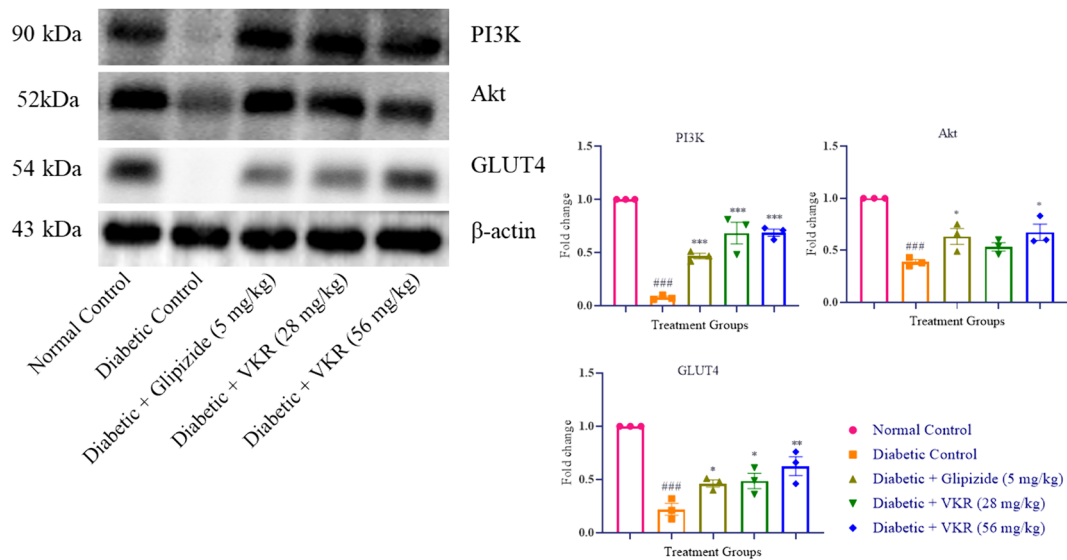 90 kDa
PI3K
52kDa
Akt
54 kDa
GLUT4
43 kDa
β-actin
Normal Control
Diabetic Control
Diabetic + Glipizide (5 mg/kg)
Diabetic + VKR (28 mg/kg)
Diabetic + VKR (56 mg/kg)
PI3K
Fold change
1.5
1.0
0.5
0.0
###
***
***
***
Treatment Groups
Akt
Fold change
1.5
1.0
0.5
0.0
###
*
*
Treatment Groups
GLUT4
Fold change
1.5
1.0
0.5
0.0
###
*
*
**
Treatment Groups
Normal Control
Diabetic Control
Diabetic + Glipizide (5 mg/kg)
Diabetic + VKR (28 mg/kg)
Diabetic + VKR (56 mg/kg)